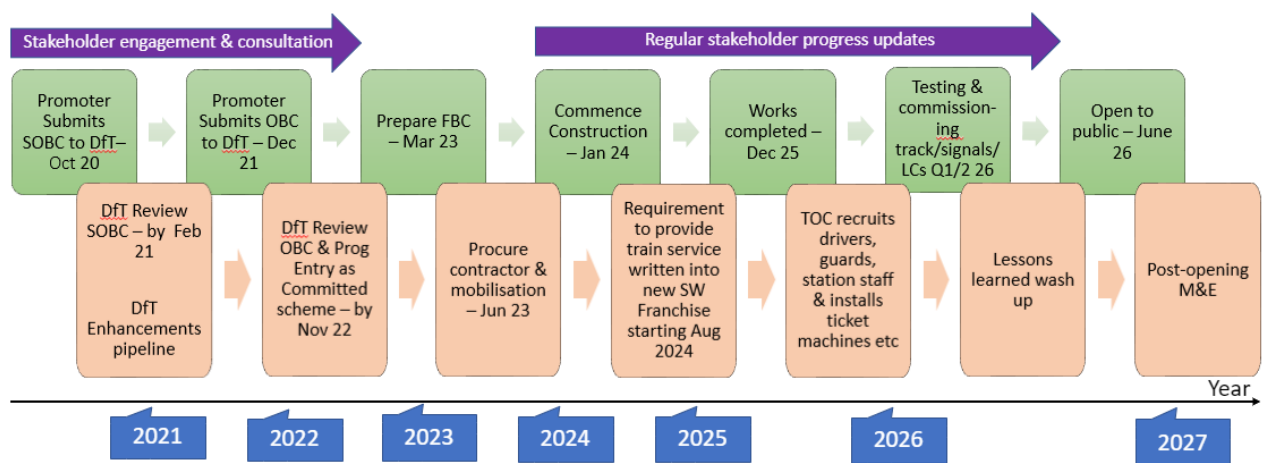 Stakeholder engagement & consultation
Regular stakeholder progress updates
Promoter
Submits
SOBC to DfT–
Oct 20
Promoter
Submits OBC
to DfT – Dec
21
Prepare FBC
– Mar 23
Commence
Construction
– Jan 24
Works
completed –
Dec 25
Testing &
commission-
ing
track/signals/
LCs Q1/2 26
Open to
public – June
26
DfT Review
SOBC – by Feb
21
DfT
Enhancements
pipeline
DfT Review
OBC & Prog
Entry as
Committed
scheme – by
Nov 22
Procure
contractor &
mobilisation
– Jun 23
Requirement
to provide
train service
written into
new SW
Franchise
starting Aug
2024
TOC recruits
drivers,
guards,
station staff
& installs
ticket
machines etc
Lessons
learned wash
up
Post-opening
M&E
Year
2021
2022
2023
2024
2025
2026
2027